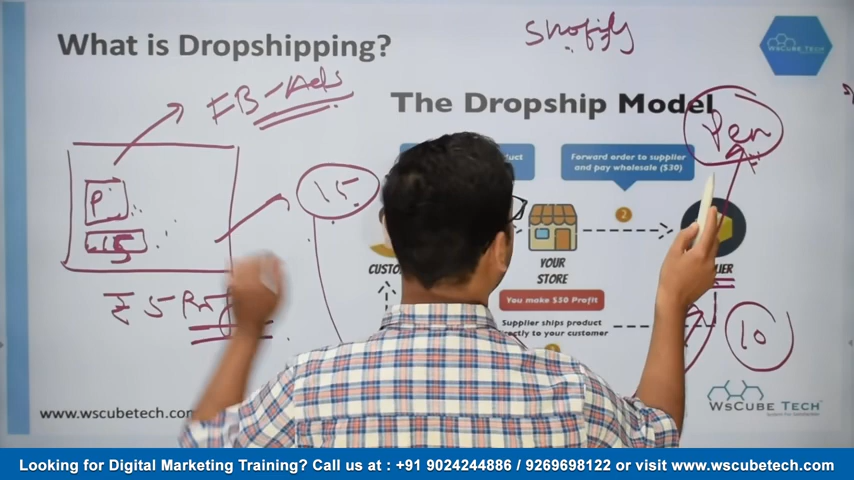 What is Dropshipping?
Shopify
WSCUBE TECH
FB-Ads
The Dropship Model
Pen
Forward order to supplier
and pay wholesale ($30)
15
P
15
2
CUSTO
YOUR
STORE
You make $50 Profit
Supplier ships product
directly to your customer
10
www.wscubetech.com
WSCUBE TECH
Looking for Digital Marketing Training? Call us at : +91 9024244886 / 9269698122 or visit www.wscubetech.com